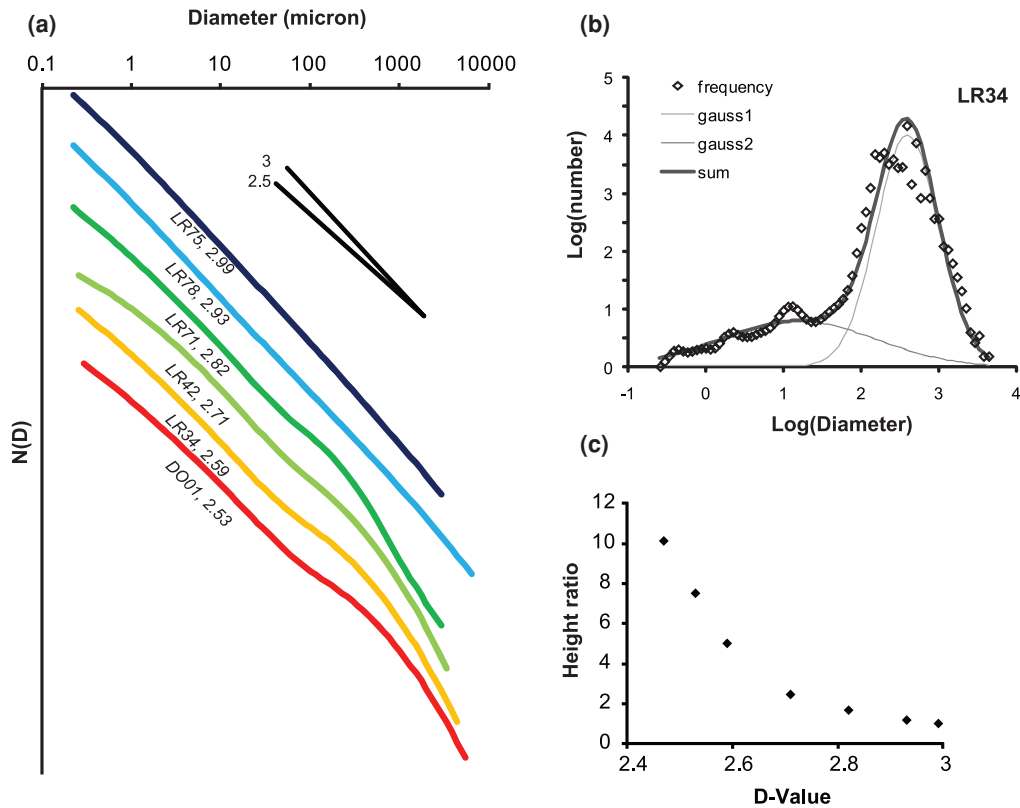 (a)
Diameter (micron)
0.1 1 10 100 1000 10000
N(D)
3
2.5
LR75, 2.99
LR78, 2.93
LR71, 2.82
LR42, 2.71
LR34, 2.59
DO01, 2.53
(b)
LR34
frequency
gauss1
gauss2
sum
Log(number)
5
4
3
2
1
0
-1 0 1 2 3 4
Log(Diameter)
(c)
Height ratio
12
10
8
6
4
2
0
2.4 2.6 2.8 3
D-Value